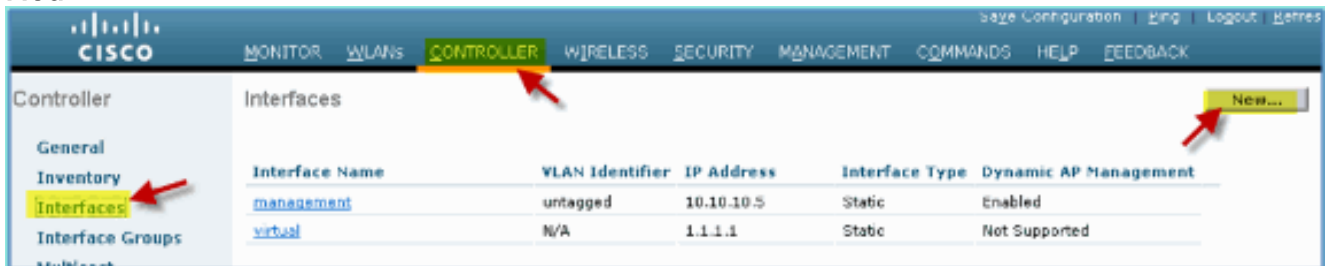 Save Configuration | Ping | Logout | Refres
CISCO
MONITOR WLANs CONTROLLER WIRELESS SECURITY MANAGEMENT COMMANDS HELP FEEDBACK
Controller
Interfaces
New...
General
Inventory
Interfaces
Interface Groups
Interface Name VLAN Identifier IP Address Interface Type Dynamic AP Management
management untagged 10.10.10.5 Static Enabled
virtual N/A 1.1.1.1 Static Not Supported